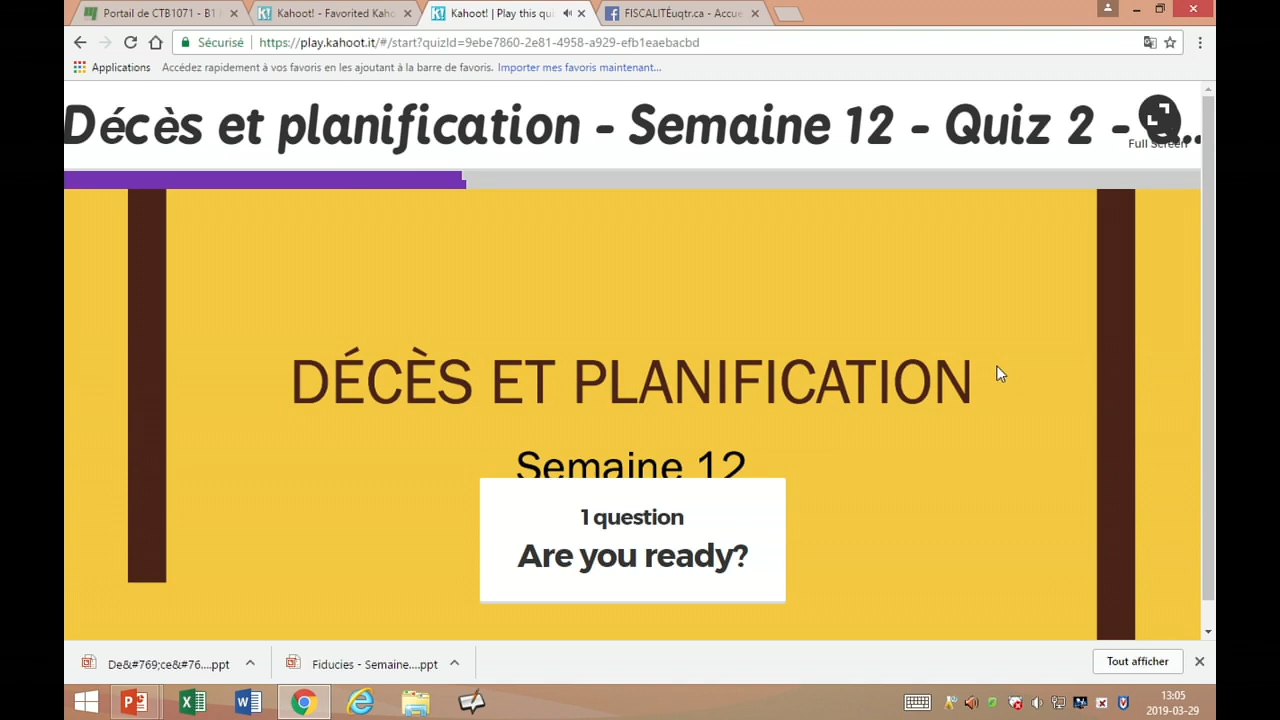 Portail de CTB1071 - B1
Kahoot! - Favorited Kaho
Kahoot! | Play this qui
FISCALITÉuqtr.ca - Accue
Sécurisé
https://play.kahoot.it/#/start?quizId=9ebe7860-2e81-4958-a929-efb1eaebacbd
Applications
Accédez rapidement à vos favoris en les ajoutant à la barre de favoris.
Importer mes favoris maintenant...
Décès et planification - Semaine 12 - Quiz 2 -
Full Screen
DÉCÈS ET PLANIFICATION
Semaine 12
1 question
Are you ready?
De&#769;ce&#76....ppt
Fiducies - Semaine....ppt
Tout afficher
13:05
2019-03-29